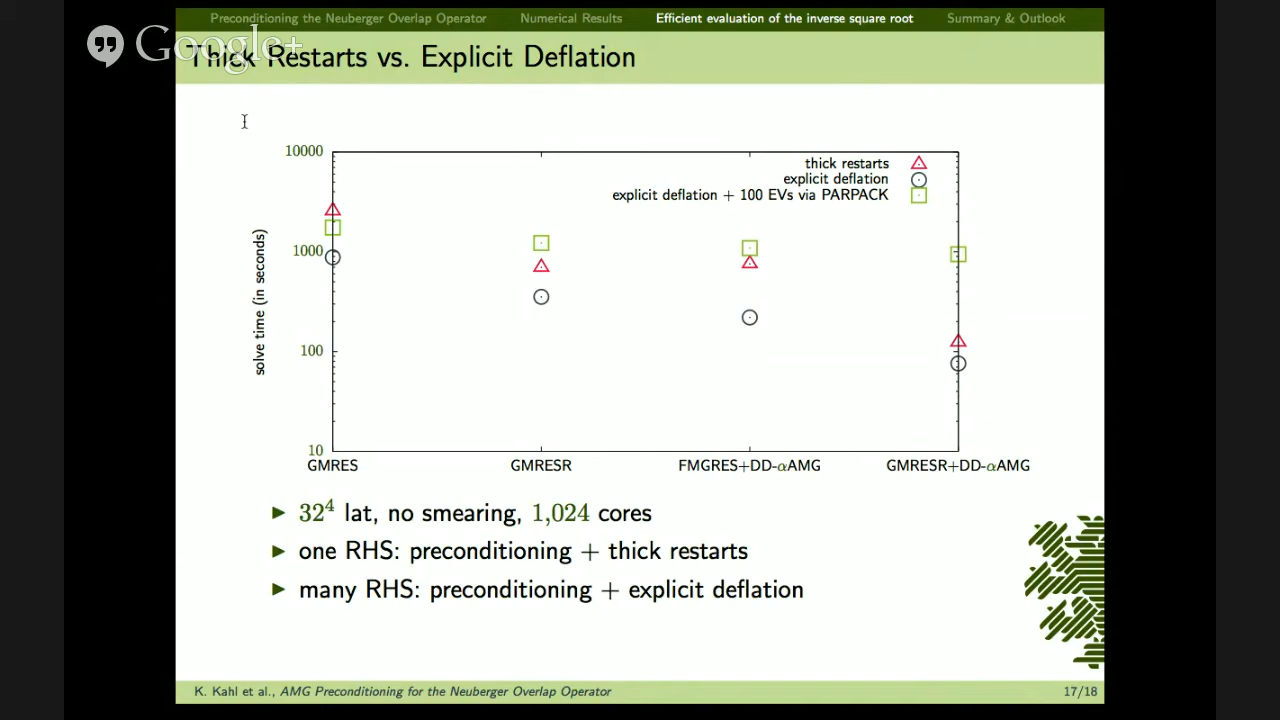 Preconditioning the Neuberger Overlap Operator Numerical Results Efficient evaluation of the inverse square root Summary & Outlook
Google+
Thick Restarts vs. Explicit Deflation
10000
1000
100
10
solve time (in seconds)
thick restarts
explicit deflation
explicit deflation + 100 EVs via PARPACK
GMRES GMRESR FMGRES+DD-αAMG GMRESR+DD-αAMG
► 32⁴ lat, no smearing, 1,024 cores
► one RHS: preconditioning + thick restarts
► many RHS: preconditioning + explicit deflation
K. Kahl et al., AMG Preconditioning for the Neuberger Overlap Operator 17/18